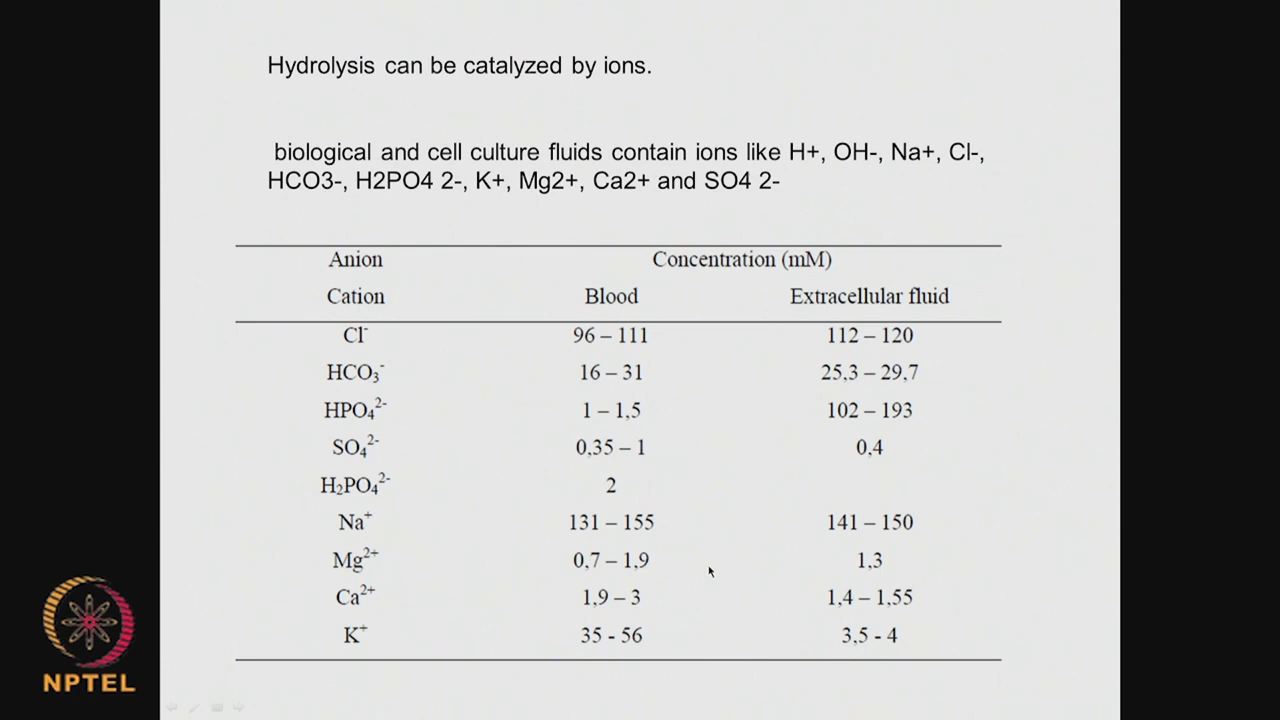 Hydrolysis can be catalyzed by ions.
biological and cell culture fluids contain ions like H+, OH-, Na+, Cl-,
HCO3-, H2PO4 2-, K+, Mg2+, Ca2+ and SO4 2-
Anion Concentration (mM)
Cation Blood Extracellular fluid
Cl⁻ 96 – 111 112 – 120
HCO₃⁻ 16 – 31 25,3 – 29,7
HPO₄²⁻ 1 – 1,5 102 – 193
SO₄²⁻ 0,35 – 1 0,4
H₂PO₄²⁻ 2
Na⁺ 131 – 155 141 – 150
Mg²⁺ 0,7 – 1,9 1,3
Ca²⁺ 1,9 – 3 1,4 – 1,55
K⁺ 35 - 56 3,5 - 4
NPTEL